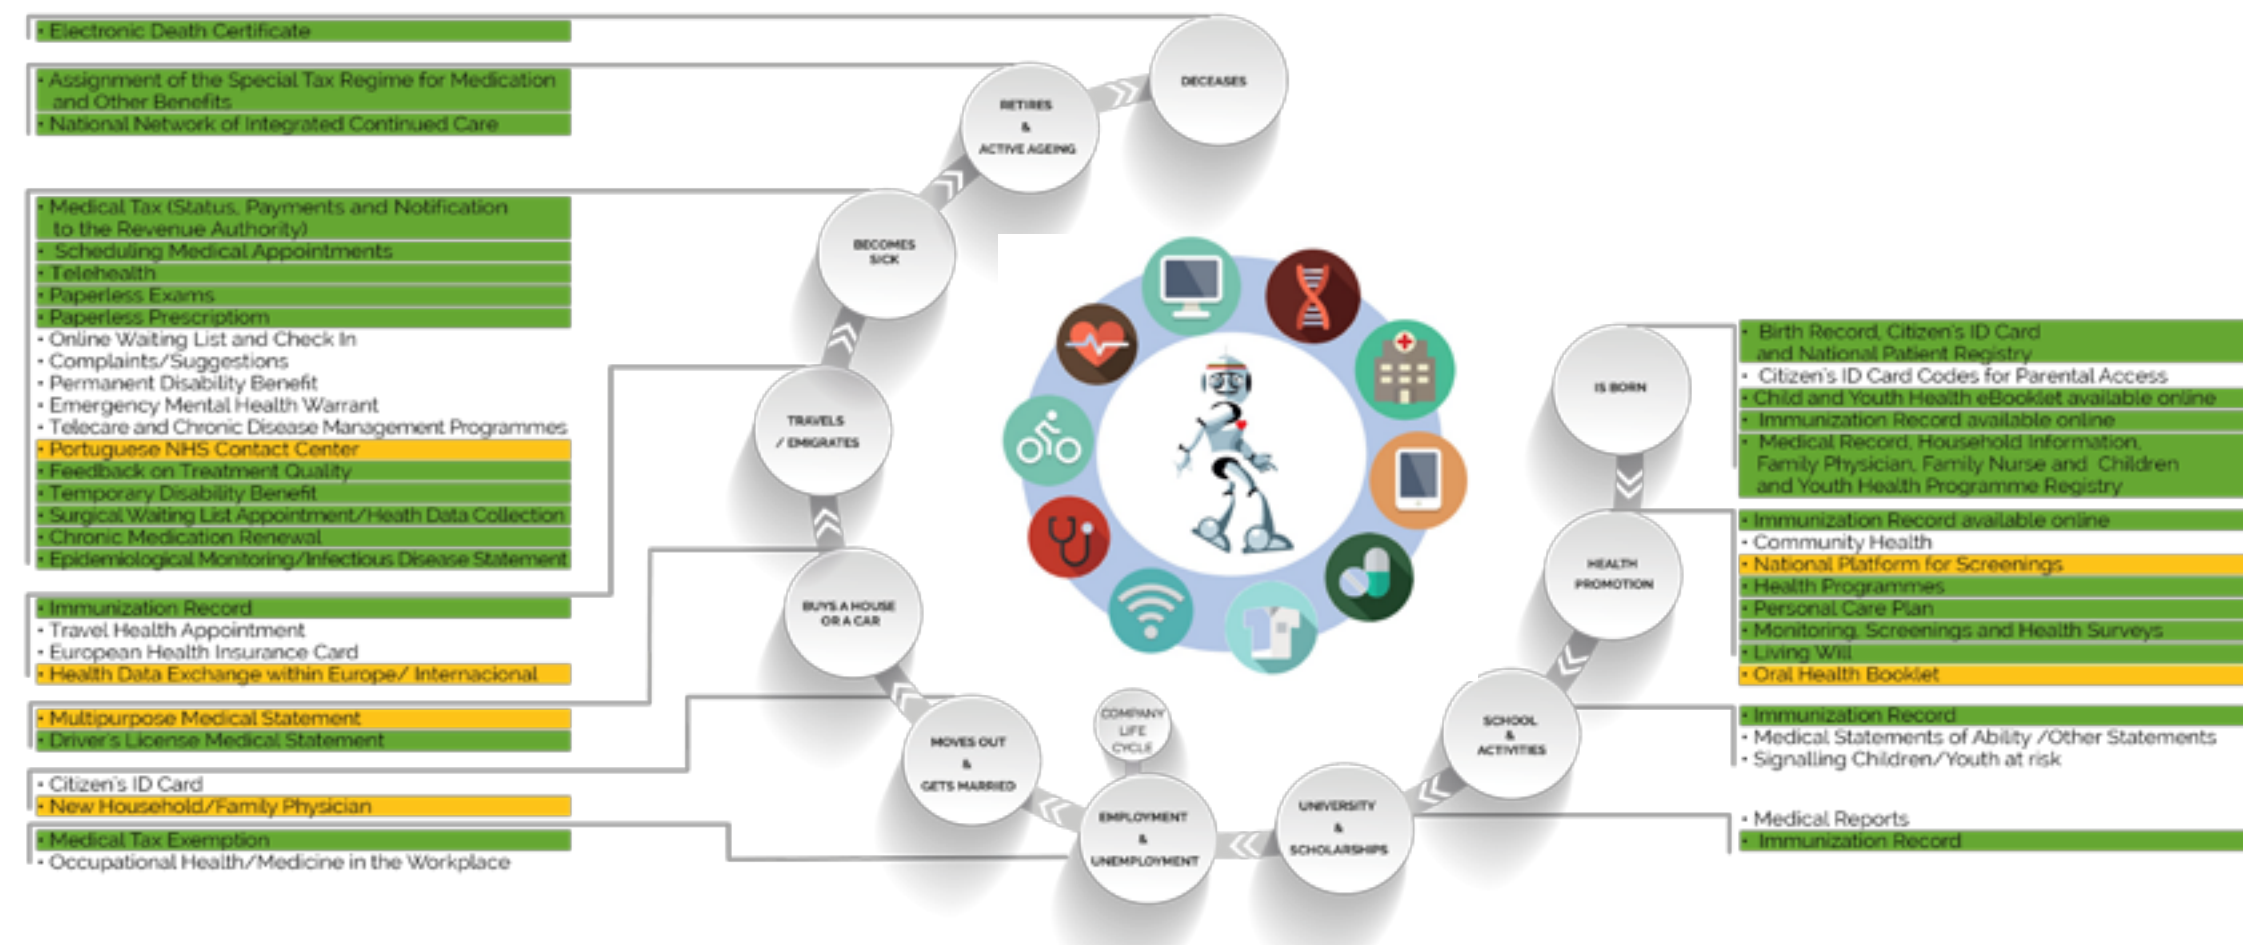 • Electronic Death Certificate
• Assignment of the Special Tax Regime for Medication
and Other Benefits
• National Network of Integrated Continued Care
• Medical Tax (Status, Payments and Notification
to the Revenue Authority)
• Scheduling Medical Appointments
• Telehealth
• Paperless Exams
• Paperless Prescriptiom
• Online Waiting List and Check In
• Complaints/Suggestions
• Permanent Disability Benefit
• Emergency Mental Health Warrant
• Telecare and Chronic Disease Management Programmes
• Portuguese NHS Contact Center
• Feedback on Treatment Quality
• Temporary Disability Benefit
• Surgical Waiting List Appointment/Heath Data Collection
• Chronic Medication Renewal
• Epidemiological Monitoring/Infectious Disease Statement
• Immunization Record
• Travel Health Appointment
• European Health Insurance Card
• Health Data Exchange within Europe/ Internacional
• Multipurpose Medical Statement
• Driver's License Medical Statement
• Citizen's ID Card
• New Household/Family Physician
• Medical Tax Exemption
• Occupational Health/Medicine in the Workplace
DECEASES
RETIRES
&
ACTIVE AGEING
BECOMES
SICK
TRAVELS
/ EMIGRATES
BUYS A HOUSE
OR A CAR
MOVES OUT
&
GETS MARRIED
COMPANY
LIFE
CYCLE
EMPLOYMENT
&
UNEMPLOYMENT
UNIVERSITY
&
SCHOLARSHIPS
SCHOOL
&
ACTIVITIES
HEALTH
PROMOTION
IS BORN
• Birth Record, Citizen's ID Card
and National Patient Registry
• Citizen's ID Card Codes for Parental Access
• Child and Youth Health eBooklet available online
• Immunization Record available online
• Medical Record, Household Information,
Family Physician, Family Nurse and Children
and Youth Health Programme Registry
• Immunization Record available online
• Community Health
• National Platform for Screenings
• Health Programmes
• Personal Care Plan
• Monitoring, Screenings and Health Surveys
• Living Will
• Oral Health Booklet
• Immunization Record
• Medical Statements of Ability /Other Statements
• Signalling Children/Youth at risk
• Medical Reports
• Immunization Record